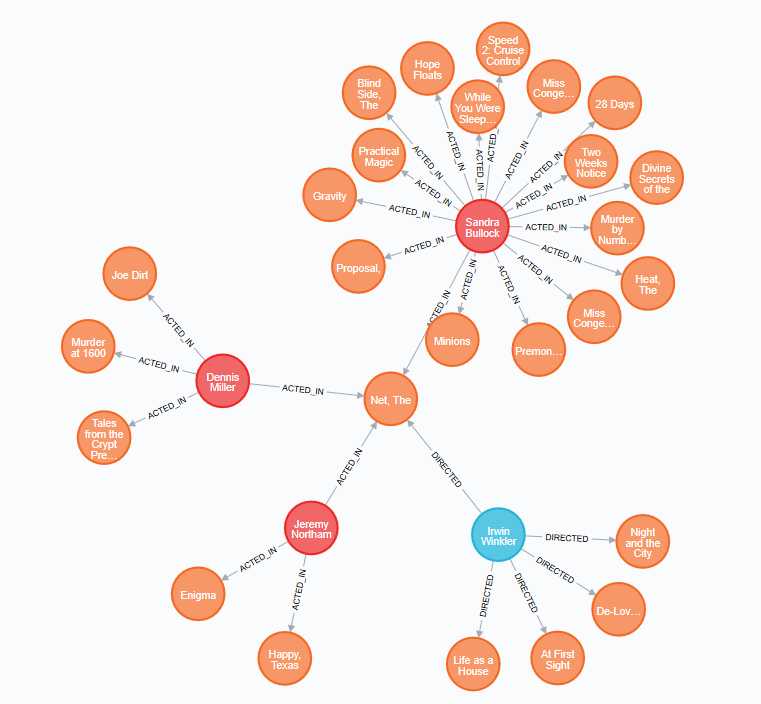 Speed
2: Cruise
Control
Hope
Floats
Miss
Conge...
Blind
Side,
The
While
You Were
Sleep...
28 Days
ACTED_IN
ACTED_IN
ACTED_IN
ACTED_IN
ACTED_IN
ACTED_IN
Practical
Magic
Two
Weeks
Notice
Divine
Secrets
of the
ACTED_IN
ACTED_IN
ACTED_IN
Gravity
ACTED_IN
Sandra
Bullock
ACTED_IN
Murder
by
Numb...
Proposal,
ACTED_IN
ACTED_IN
Heat,
The
ACTED_IN
ACTED_IN
ACTED_IN
ACTED_IN
Miss
Conge...
Minions
Premon...
Joe Dirt
ACTED_IN
Murder
at 1600
ACTED_IN
Dennis
Miller
ACTED_IN
Net, The
ACTED_IN
Tales
from the
Crypt
Pre...
ACTED_IN
DIRECTED
Jeremy
Northam
Irwin
Winkler
DIRECTED
Night
and the
City
ACTED_IN
Enigma
ACTED_IN
DIRECTED
DIRECTED
DIRECTED
De-Lov...
Happy,
Texas
Life as a
House
At First
Sight